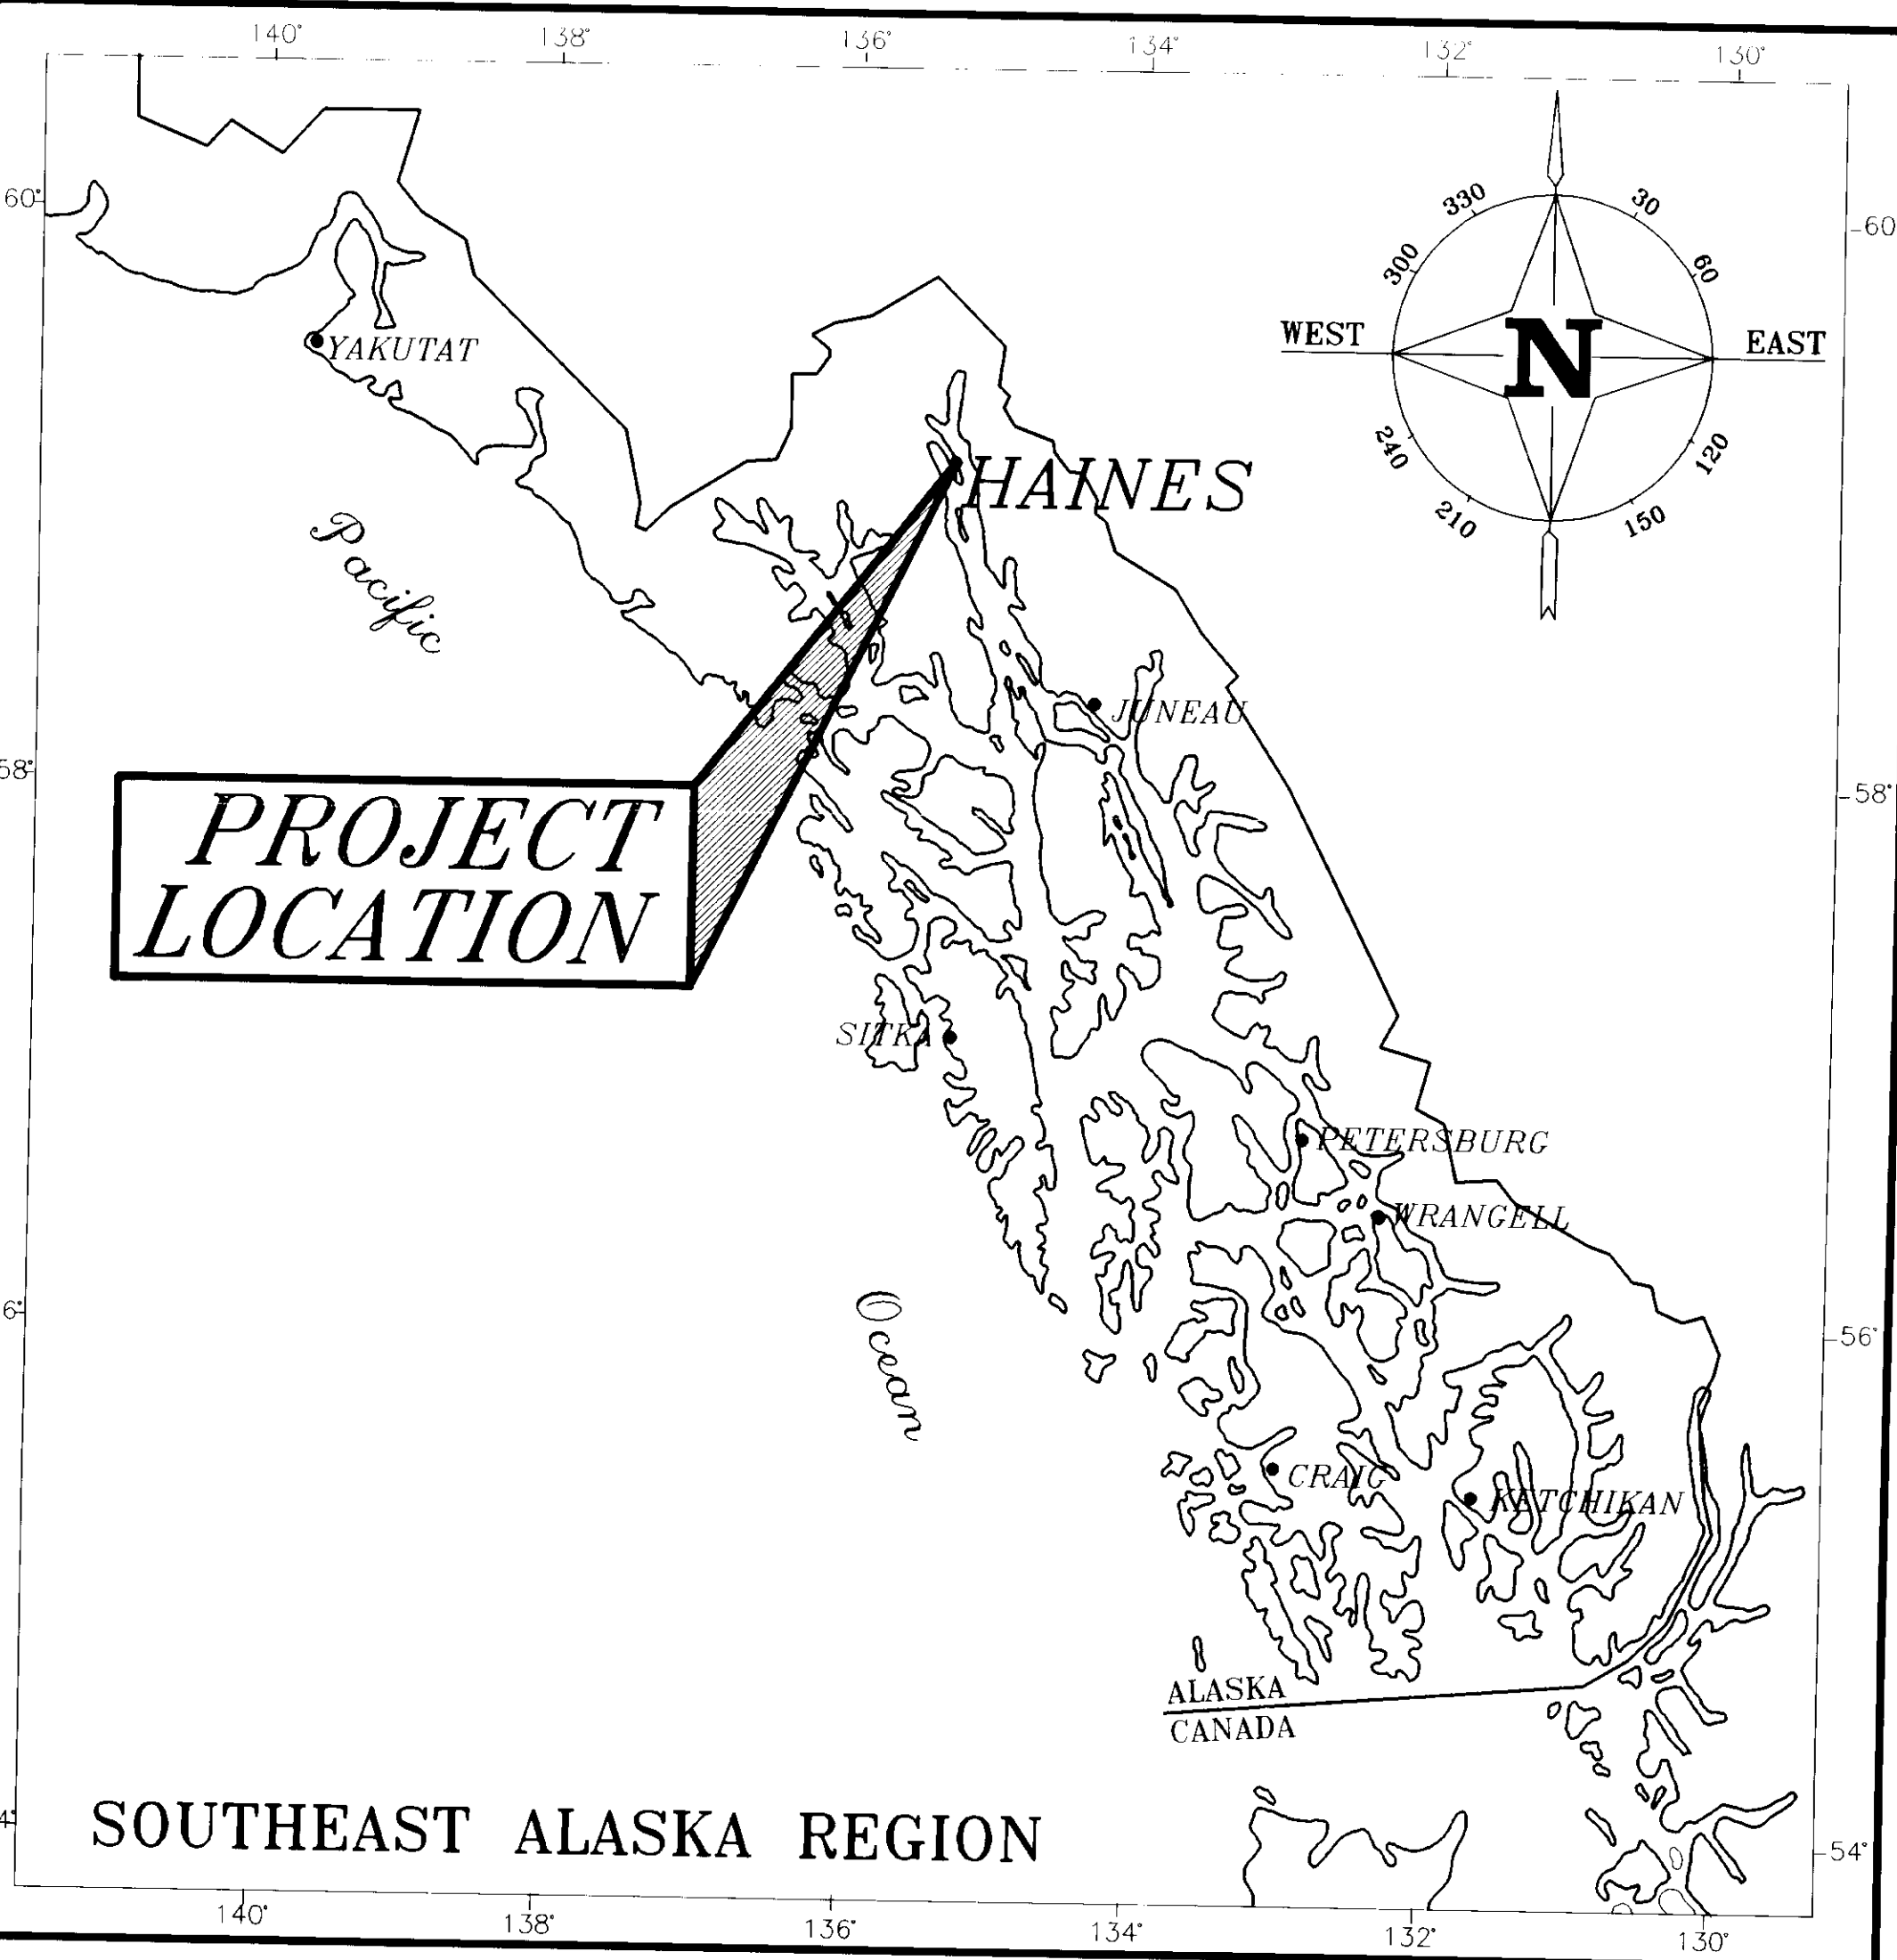 140° 138° 136° 134° 132° 130°
60° 60
330 30
300 60
WEST N EAST
240 120
210 150
YAKUTAT
HAINES
Pacific
JUNEAU
58° 58°
PROJECT
LOCATION
SITKA
PETERSBURG
WRANGELL
Ocean
6° 56°
CRAIG
KETCHIKAN
ALASKA
CANADA
SOUTHEAST ALASKA REGION
4° 54°
140° 138° 136° 134° 132° 130°